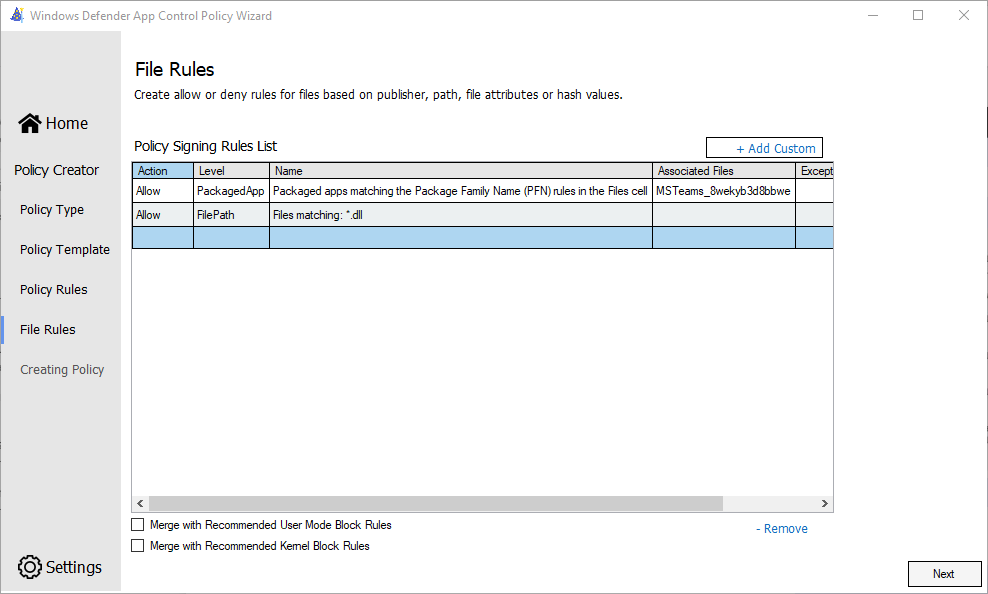 Windows Defender App Control Policy Wizard
Home
Policy Creator
Policy Type
Policy Template
Policy Rules
File Rules
Creating Policy
Settings
File Rules
Create allow or deny rules for files based on publisher, path, file attributes or hash values.
Policy Signing Rules List
+ Add Custom
Action Level Name Associated Files Except
Allow PackagedApp Packaged apps matching the Package Family Name (PFN) rules in the Files cell MSTeams_8wekyb3d8bbwe
Allow FilePath Files matching: *.dll
Merge with Recommended User Mode Block Rules
- Remove
Merge with Recommended Kernel Block Rules
Next